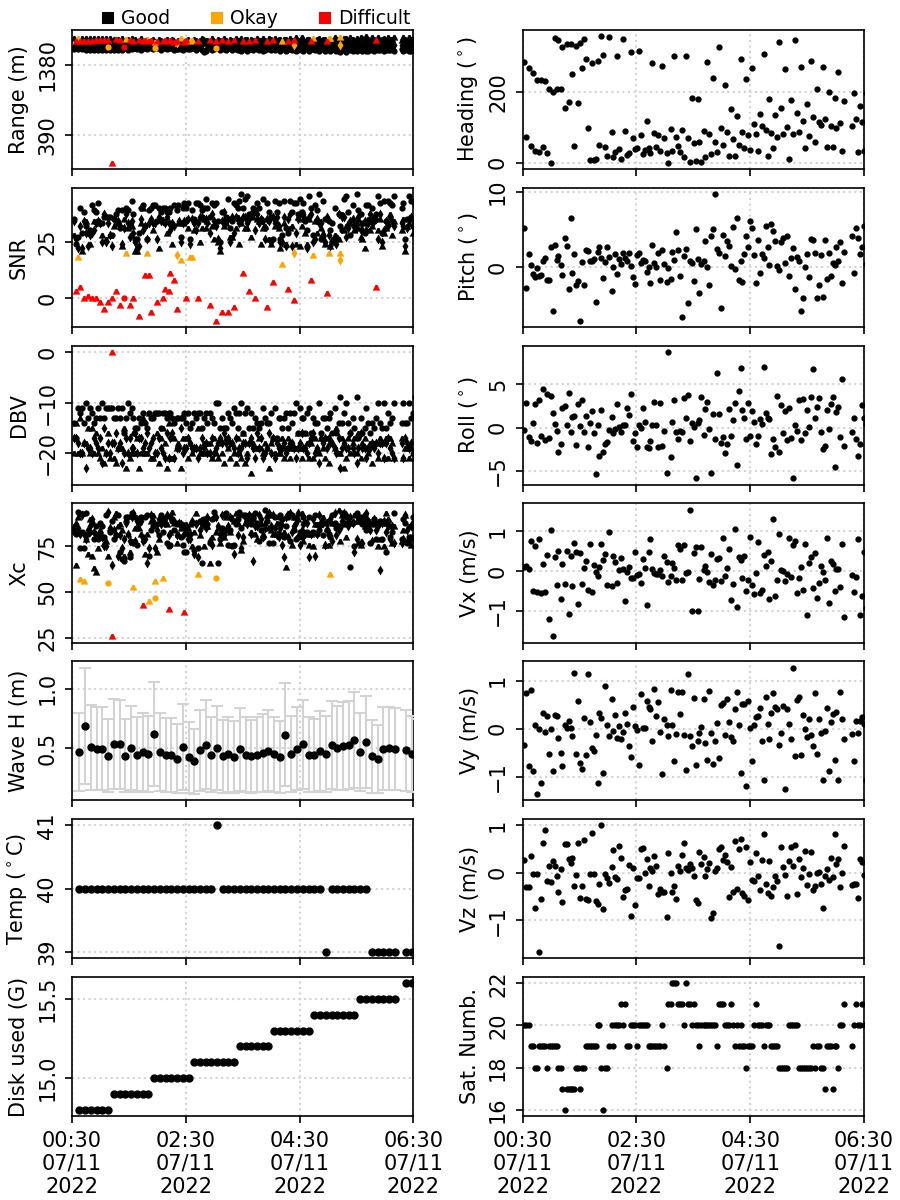 Good Okay Difficult
Range (m)
1380
390
Heading (°)
200
0
SNR
25
0
Pitch (°)
10
0
DBV
0
−10
−20
Roll (°)
5
0
−5
Xc
75
50
25
Vx (m/s)
1
0
−1
Wave H (m)
1.0
0.5
Vy (m/s)
1
0
−1
Temp (°C)
41
40
39
Vz (m/s)
1
0
−1
Disk used (G)
15.5
15.0
Sat. Numb.
22
20
18
16
00:30 02:30 04:30 06:30 00:30 02:30 04:30 06:30
07/11 07/11 07/11 07/11 07/11 07/11 07/11 07/11
2022 2022 2022 2022 2022 2022 2022 2022